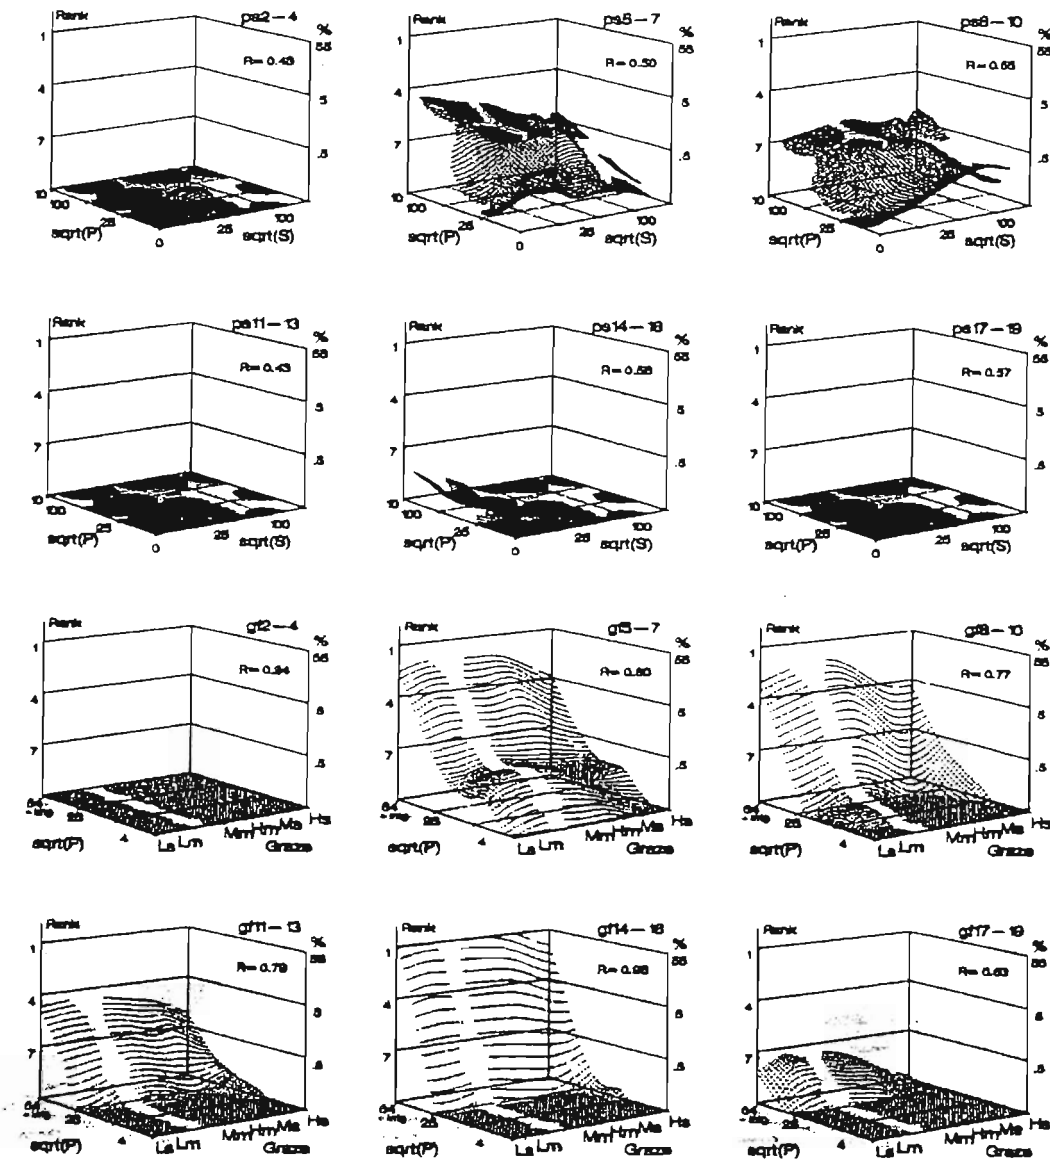 Rank ps2-4 %
1 55
R= 0.43
4 5
7 .5
10
100 25 0 25 100
sqrt(P) sqrt(S)
Rank ps5-7 %
1 55
R= 0.50
4 5
7 .5
10
100 25 0 25 100
sqrt(P) sqrt(S)
Rank ps8-10 %
1 55
4 5
7 .5
10
100 25 0 25 100
sqrt(P) sqrt(S)
Rank ps11-13 %
1 55
R= 0.43
4 5
7 .5
10
100 25 0 25 100
sqrt(P) sqrt(S)
Rank ps14-16 %
1 55
4 5
7 .5
10
100 25 0 25 100
sqrt(P) sqrt(S)
Rank ps17-19 %
1 55
R= 0.37
4 5
7 .5
10
100 25 0 25 100
sqrt(P) sqrt(S)
Rank gf2-4 %
1 55
4 5
7 .5
64 25 4 Ls Lm Mm Hm Ms Hs
sqrt(P) Graze
Rank gf5-7 %
1 55
4 5
7 .5
64 25 4 Ls Lm Mm Hm Ms Hs
sqrt(P) Graze
Rank gf8-10 %
1 55
R= 0.77
4 5
7 .5
64 25 4 Ls Lm Mm Hm Ms Hs
sqrt(P) Graze
Rank gf11-13 %
1 55
R= 0.79
4 5
7 .5
64 25 4 Ls Lm Mm Hm Ms Hs
sqrt(P) Graze
Rank gf14-16 %
1 55
4 5
7 .5
64 25 4 Ls Lm Mm Hm Ms Hs
sqrt(P) Graze
Rank gf17-19 %
1 55
4 5
7 .5
64 25 4 Ls Lm Mm Hm Ms Hs
sqrt(P) Graze